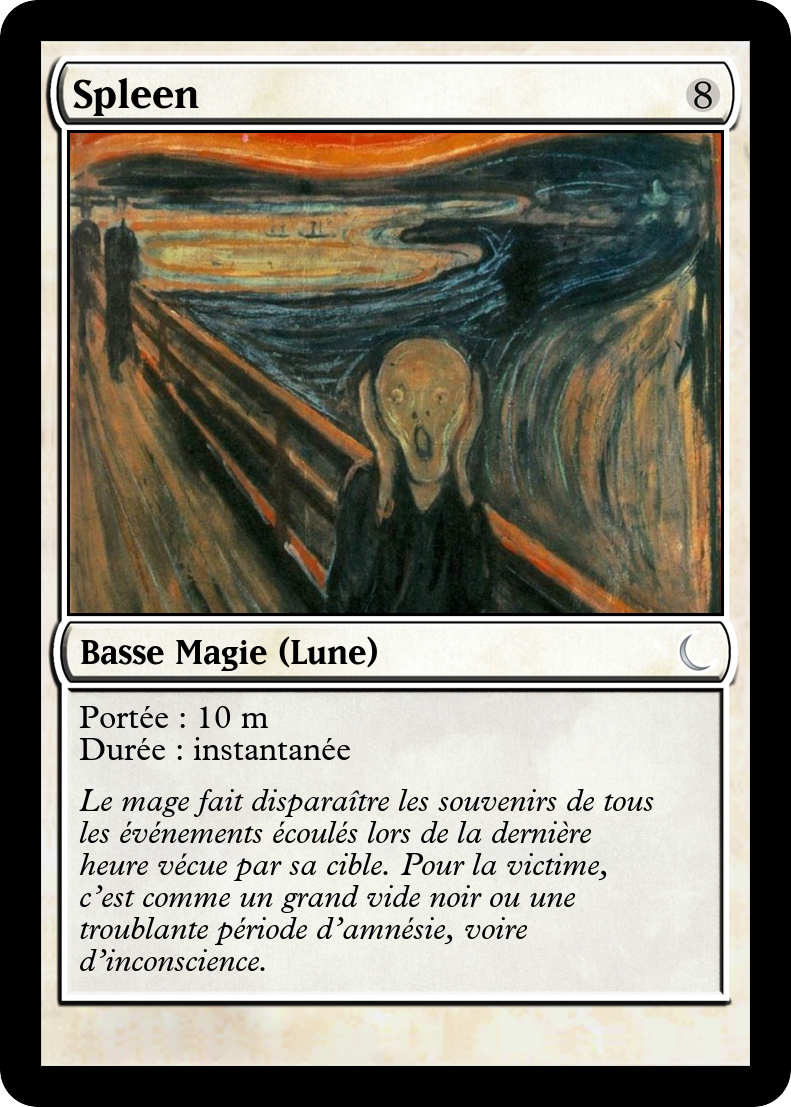 Spleen
8
Basse Magie (Lune)
Portée : 10 m
Durée : instantanée
Le mage fait disparaître les souvenirs de tous
les événements écoulés lors de la dernière
heure vécue par sa cible. Pour la victime,
c'est comme un grand vide noir ou une
troublante période d'amnésie, voire
d'inconscience.